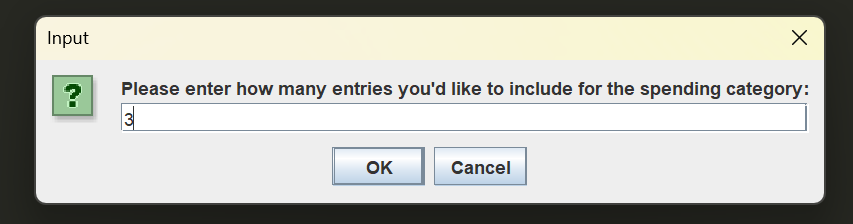 Input
?
Please enter how many entries you'd like to include for the spending category:
3
OK
Cancel